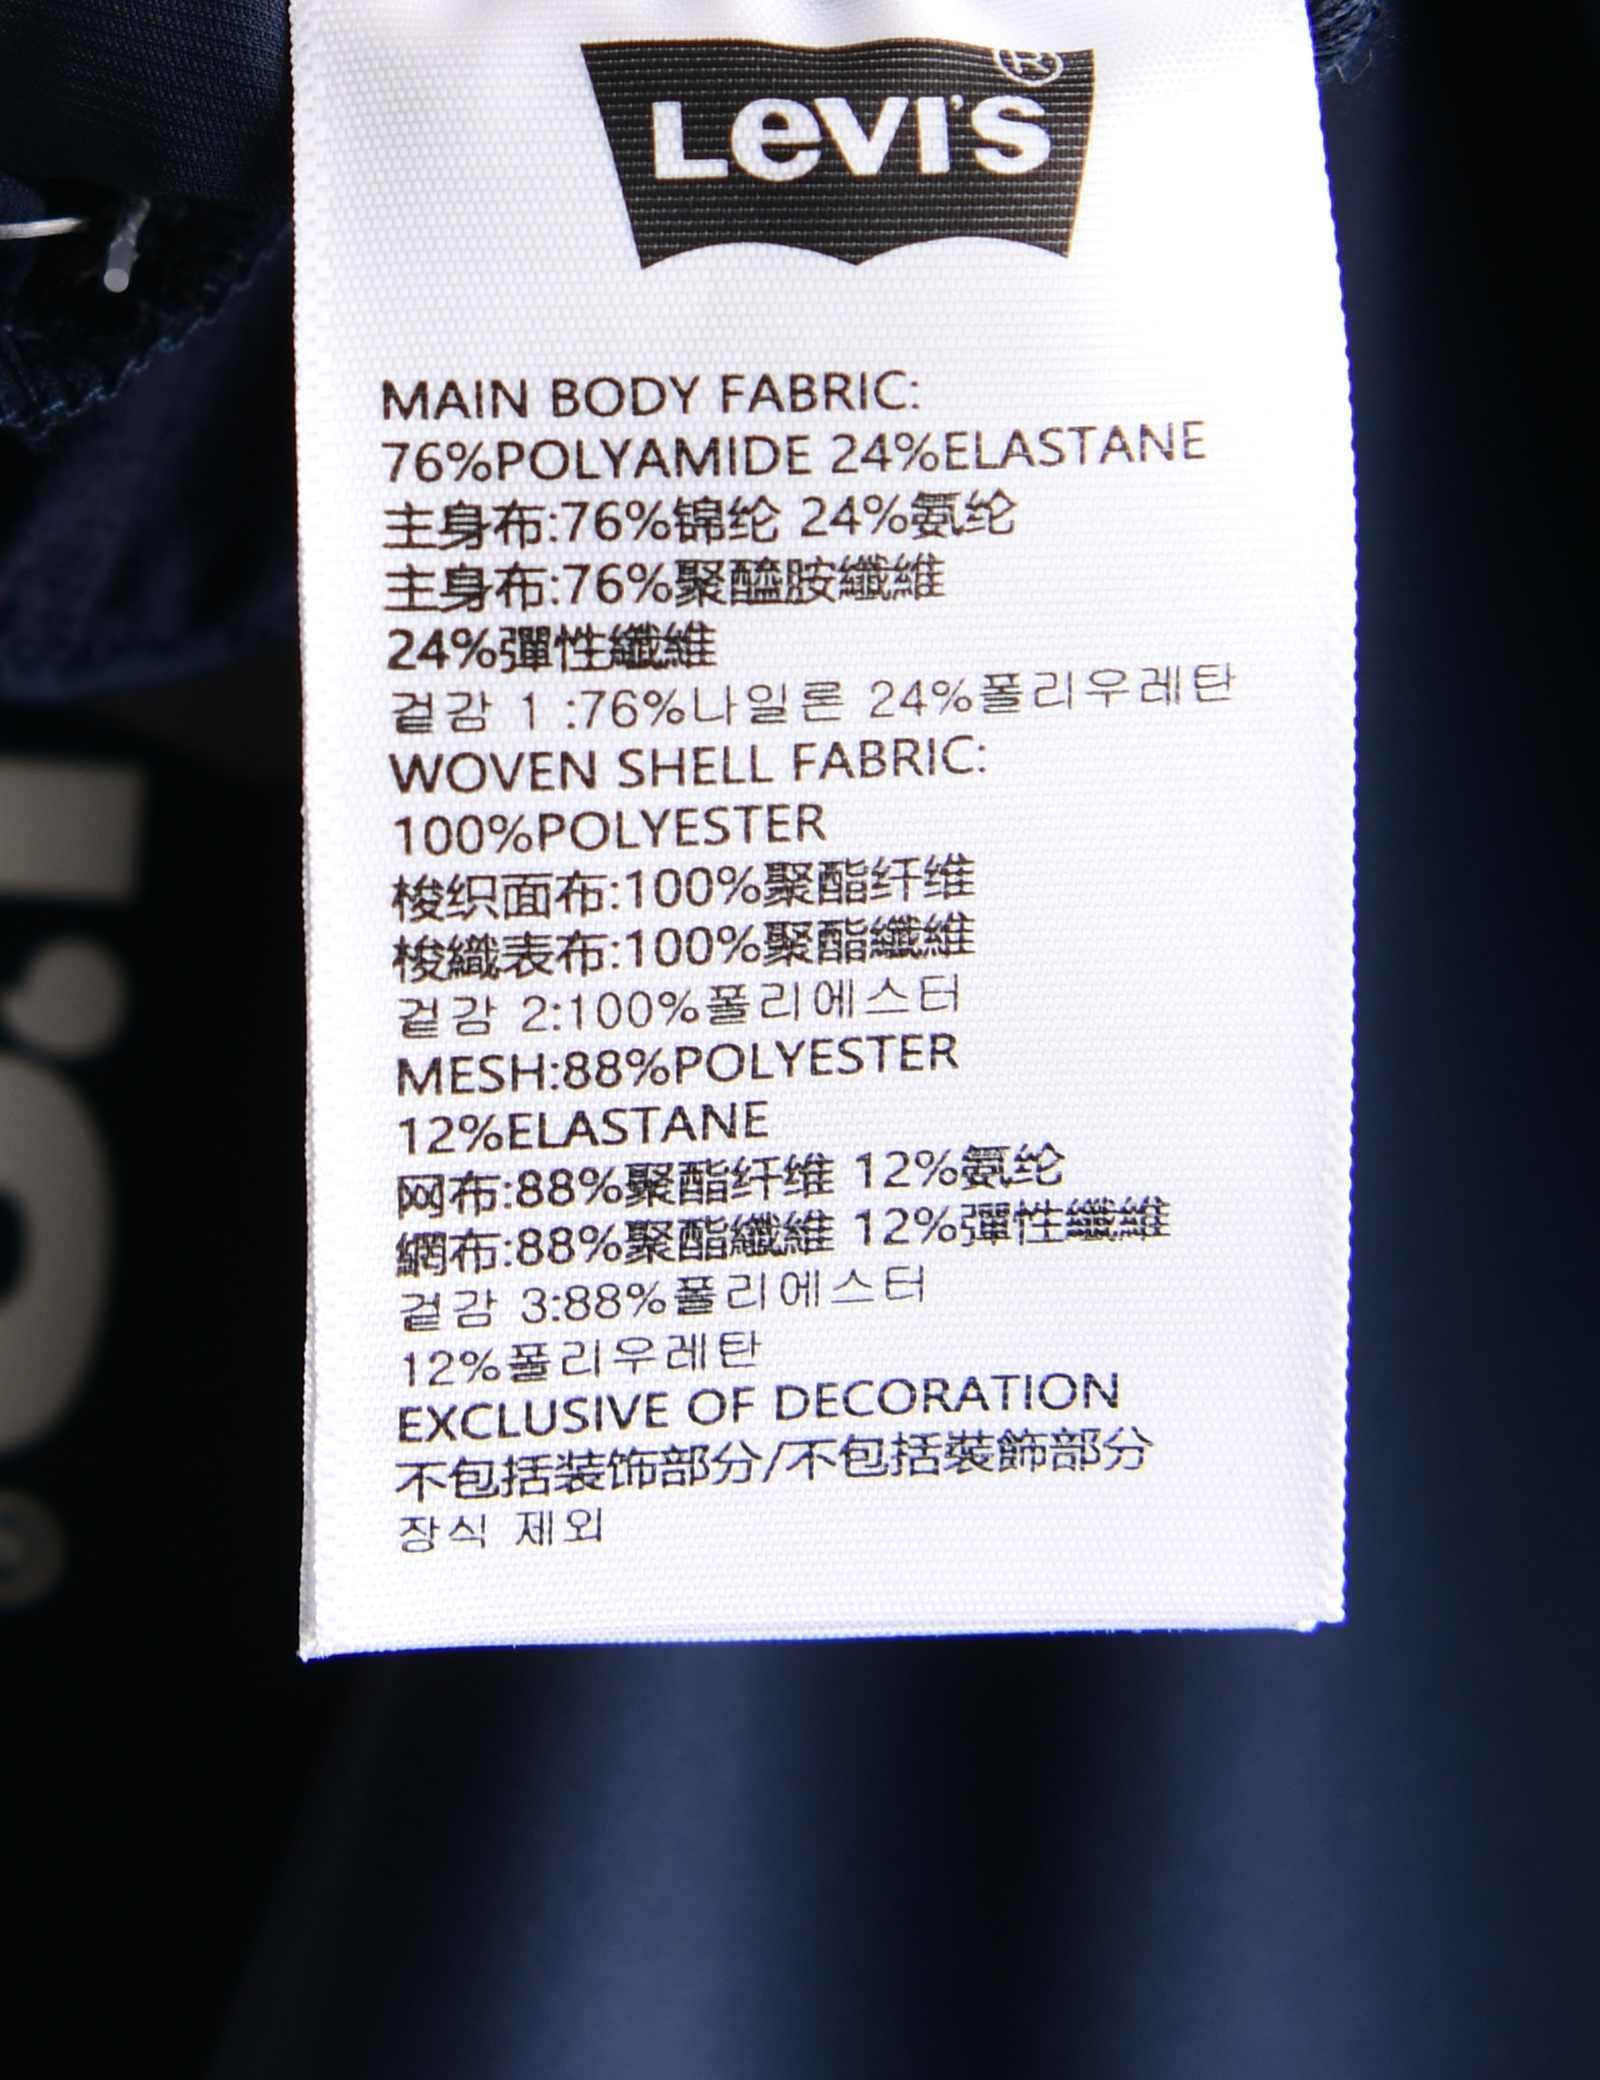 LEVI'S®
MAIN BODY FABRIC:
76%POLYAMIDE 24%ELASTANE
主身布:76%锦纶 24%氨纶
主身布:76%聚醯胺纖維
24%彈性纖維
겉감 1 :76%나일론 24%폴리우레탄
WOVEN SHELL FABRIC:
100%POLYESTER
梭织面布:100%聚酯纤维
梭織表布:100%聚酯纖維
겉감 2:100%폴리에스터
MESH:88%POLYESTER
12%ELASTANE
网布:88%聚酯纤维 12%氨纶
網布:88%聚酯纖維 12%彈性纖維
겉감 3:88%폴리에스터
12%폴리우레탄
EXCLUSIVE OF DECORATION
不包括装饰部分/不包括裝飾部分
장식 제외